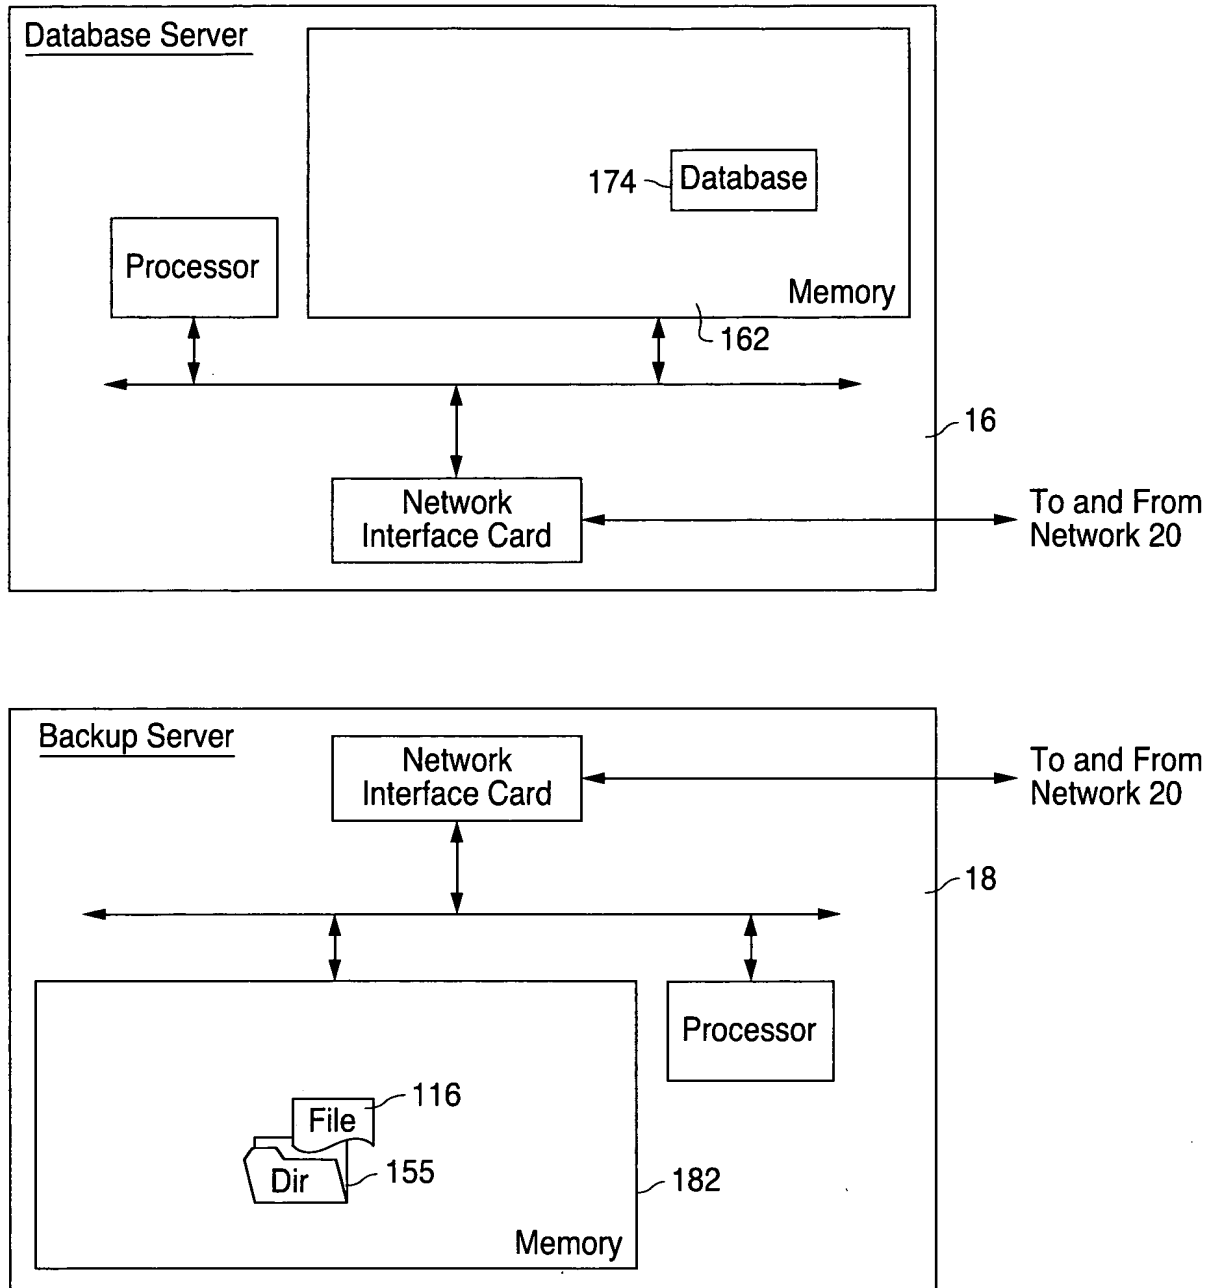 Database Server
174
Database
Processor
Memory
162
16
Network
Interface Card
To and From
Network 20
Backup Server
Network
Interface Card
To and From
Network 20
18
Processor
116
File
155
Dir
182
Memory